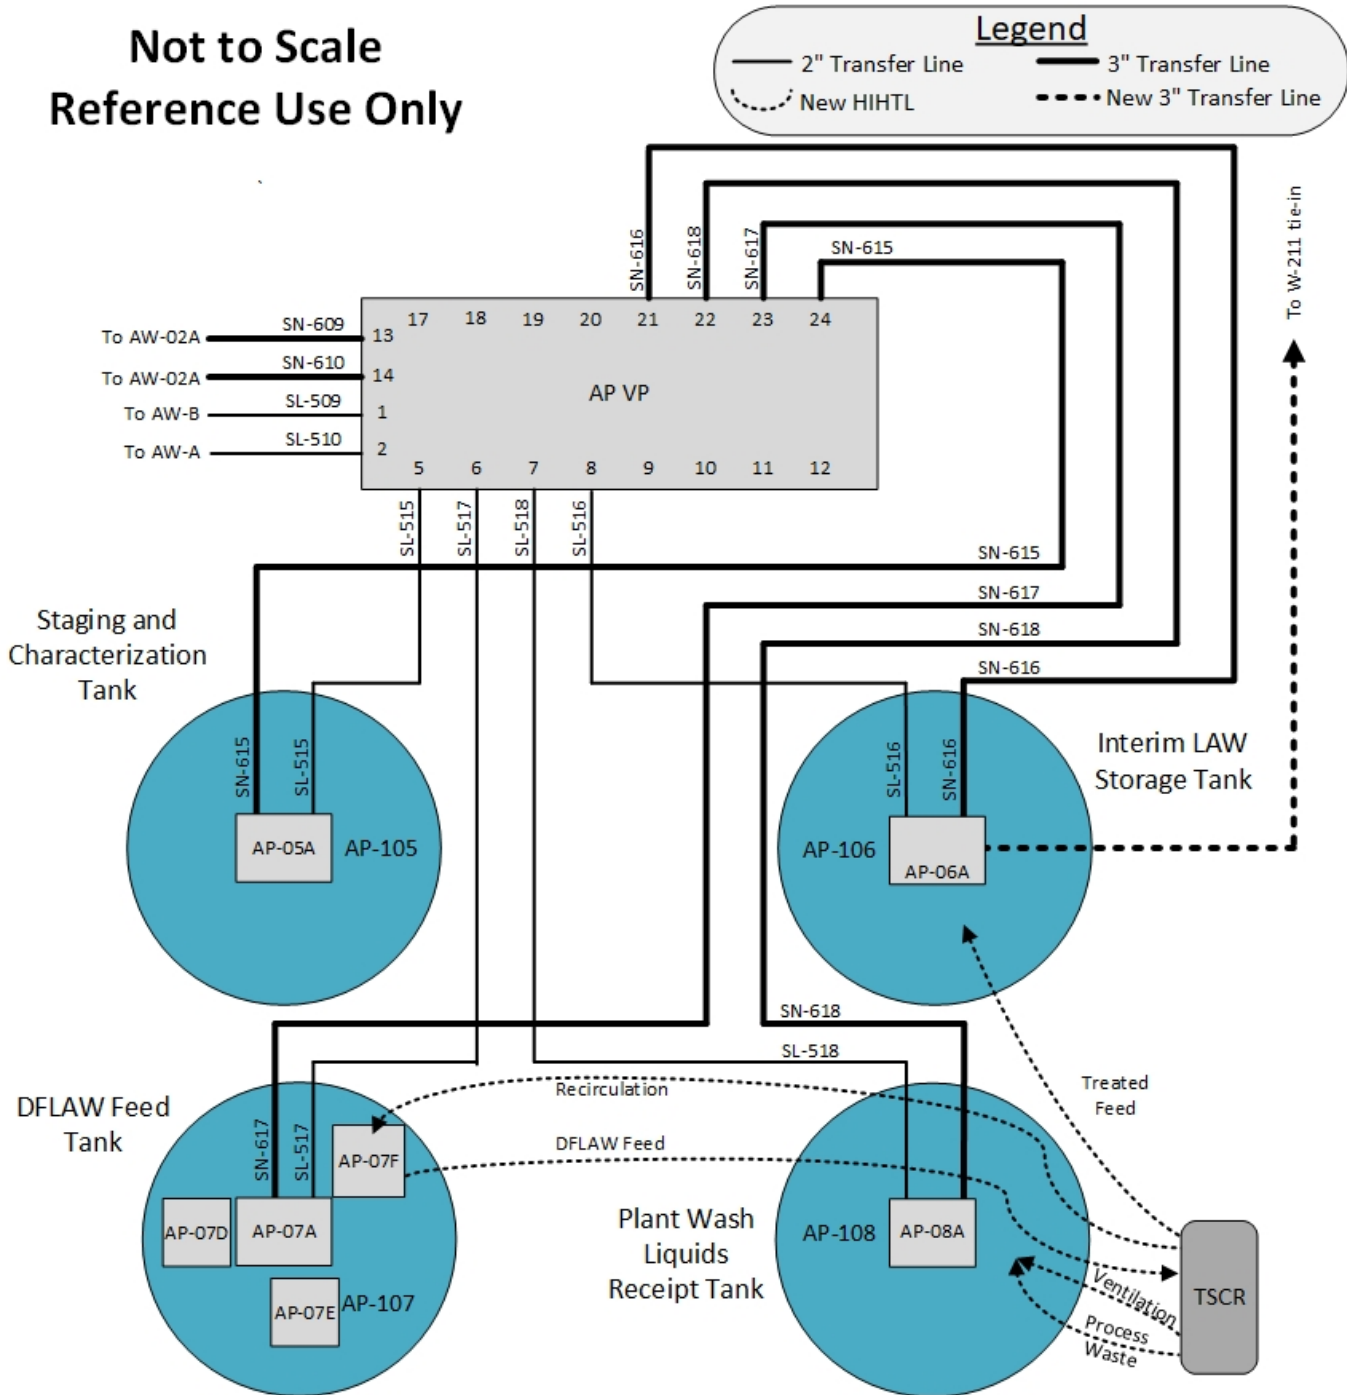 Not to Scale
Reference Use Only
Legend
2" Transfer Line
3" Transfer Line
New HIHTL
New 3" Transfer Line
SN-616
SN-618
SN-617
SN-615
To W-211 tie-in
To AW-02A
SN-609
To AW-02A
SN-610
To AW-B
SL-509
To AW-A
SL-510
17 18 19 20 21 22 23 24
13
14
1
2
AP VP
5 6 7 8 9 10 11 12
SL-515
SL-517
SL-518
SL-516
SN-615
SN-617
SN-618
SN-616
Staging and
Characterization
Tank
SN-615
SL-515
AP-05A
AP-105
SL-516
SN-616
AP-106
AP-06A
Interim LAW
Storage Tank
SN-618
SL-518
Recirculation
DFLAW Feed
Treated
Feed
DFLAW Feed
Tank
SN-617
SL-517
AP-07F
AP-07D
AP-07A
AP-07E
AP-107
Plant Wash
Liquids
Receipt Tank
AP-108
AP-08A
Ventilation
Process
Waste
TSCR